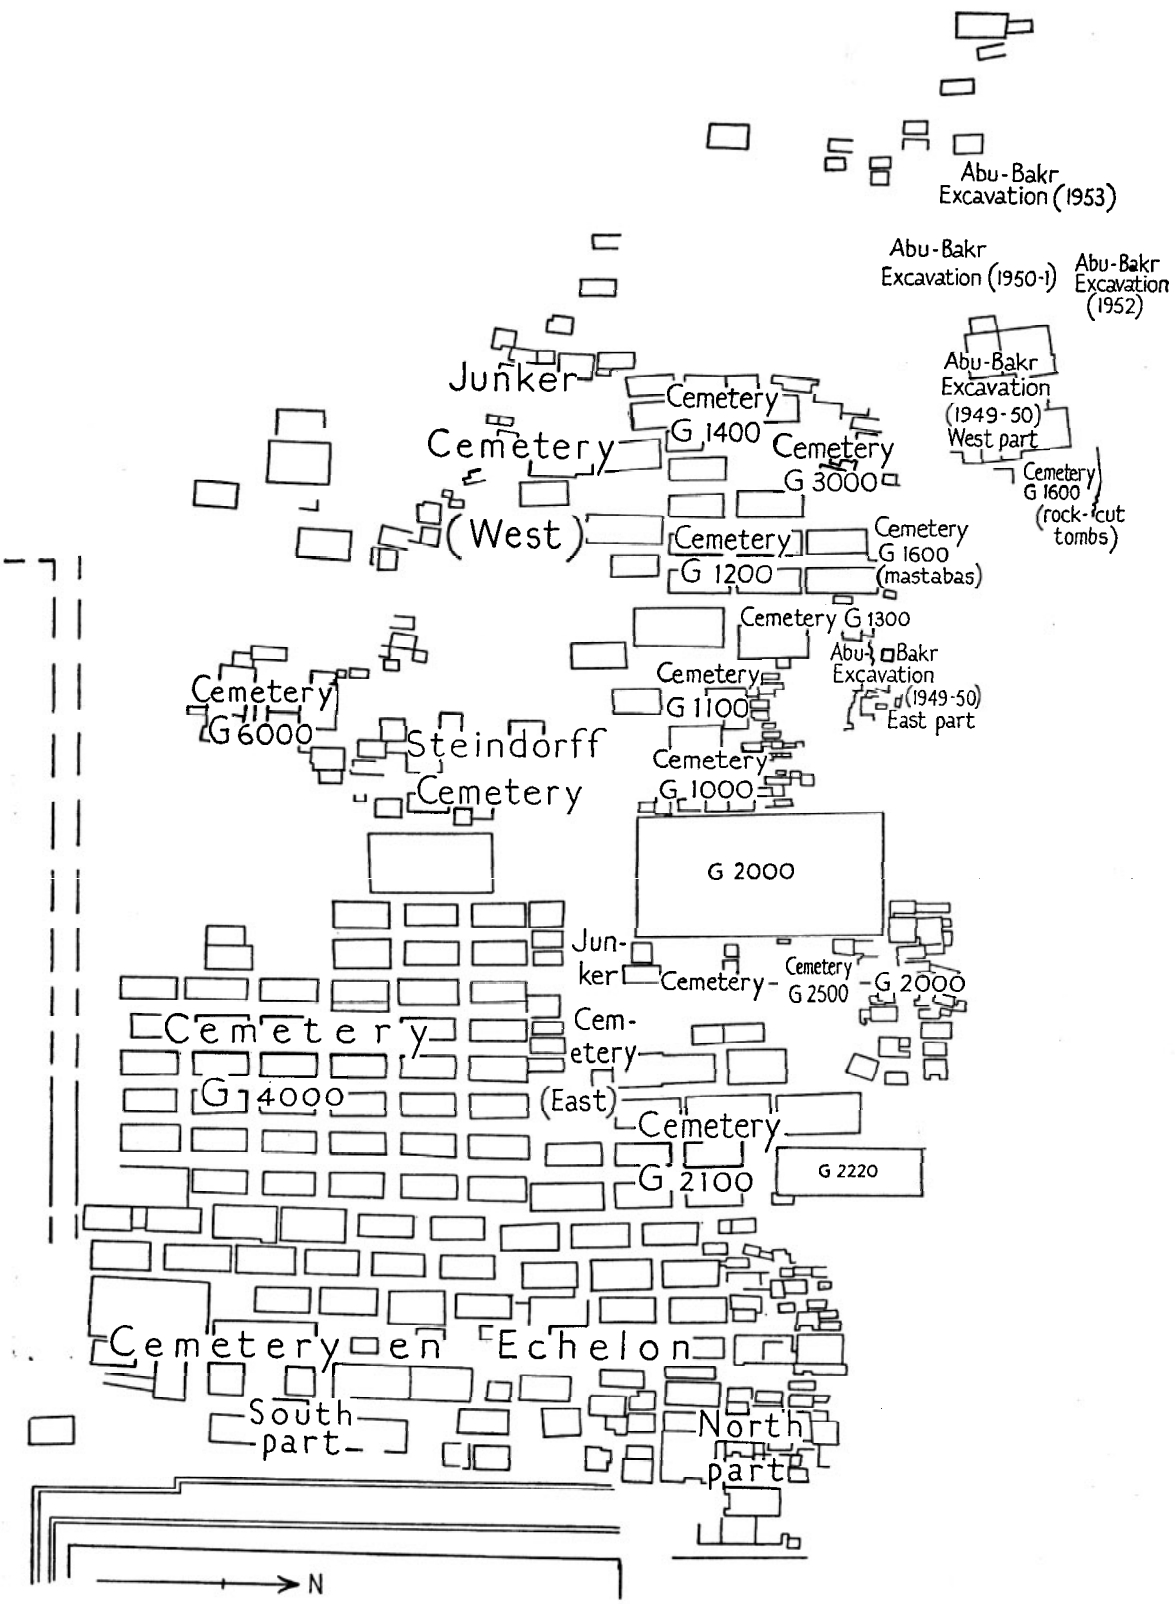 Abu-Bakr
Excavation (1953)
Abu-Bakr
Excavation (1950-1)
Abu-Bakr
Excavation
(1952)
Abu-Bakr
Excavation
(1949-50)
West part
Cemetery
G 1600
(rock-cut
tombs)
Junker
Cemetery
(West)
Cemetery
G 1400
Cemetery
G 3000
Cemetery
G 1200
Cemetery
G 1600
(mastabas)
Cemetery G 1300
Abu-Bakr
Excavation
(1949-50)
East part
Cemetery
G 1100
Cemetery
G 6000
Steindorff
Cemetery
Cemetery
G 1000
G 2000
Jun-
ker
Cem-
etery
(East)
Cemetery - G 2000
Cemetery
G 2500
Cemetery
G 4000
Cemetery
G 2100
G 2220
Cemetery en Echelon
South
part
North
part
N